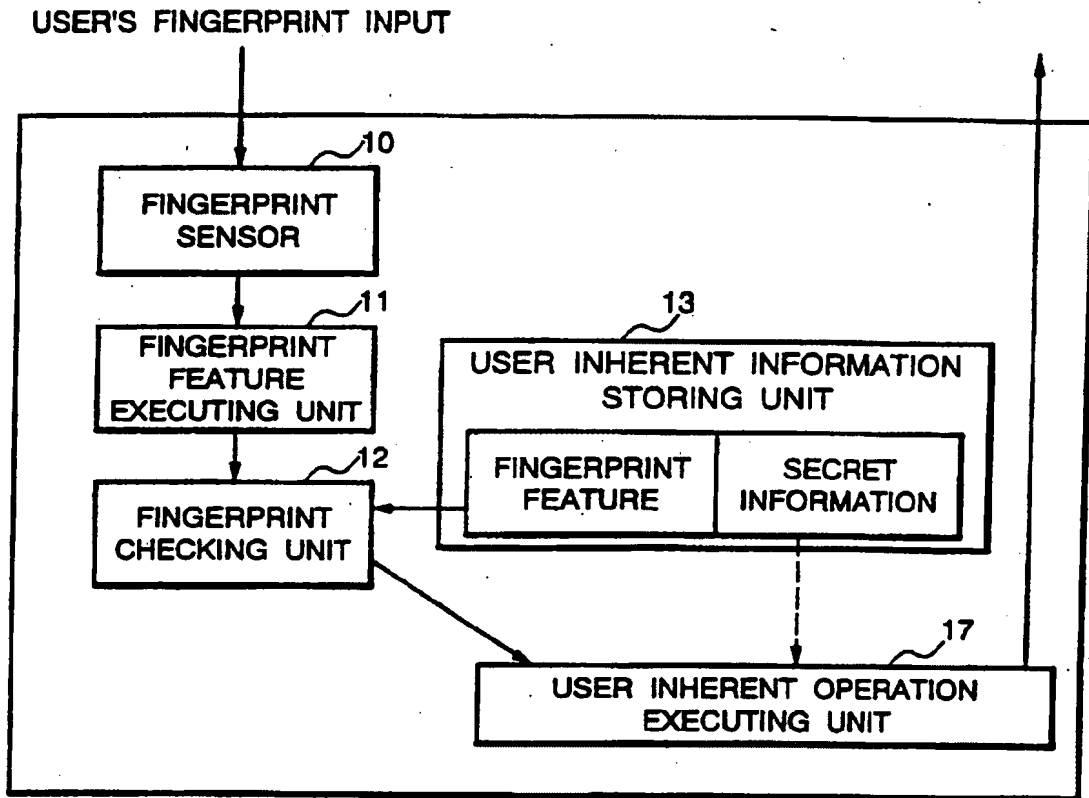 USER'S FINGERPRINT INPUT
10
FINGERPRINT
SENSOR
11
FINGERPRINT
FEATURE
EXECUTING UNIT
12
FINGERPRINT
CHECKING UNIT
13
USER INHERENT INFORMATION
STORING UNIT
FINGERPRINT
FEATURE
SECRET
INFORMATION
17
USER INHERENT OPERATION
EXECUTING UNIT